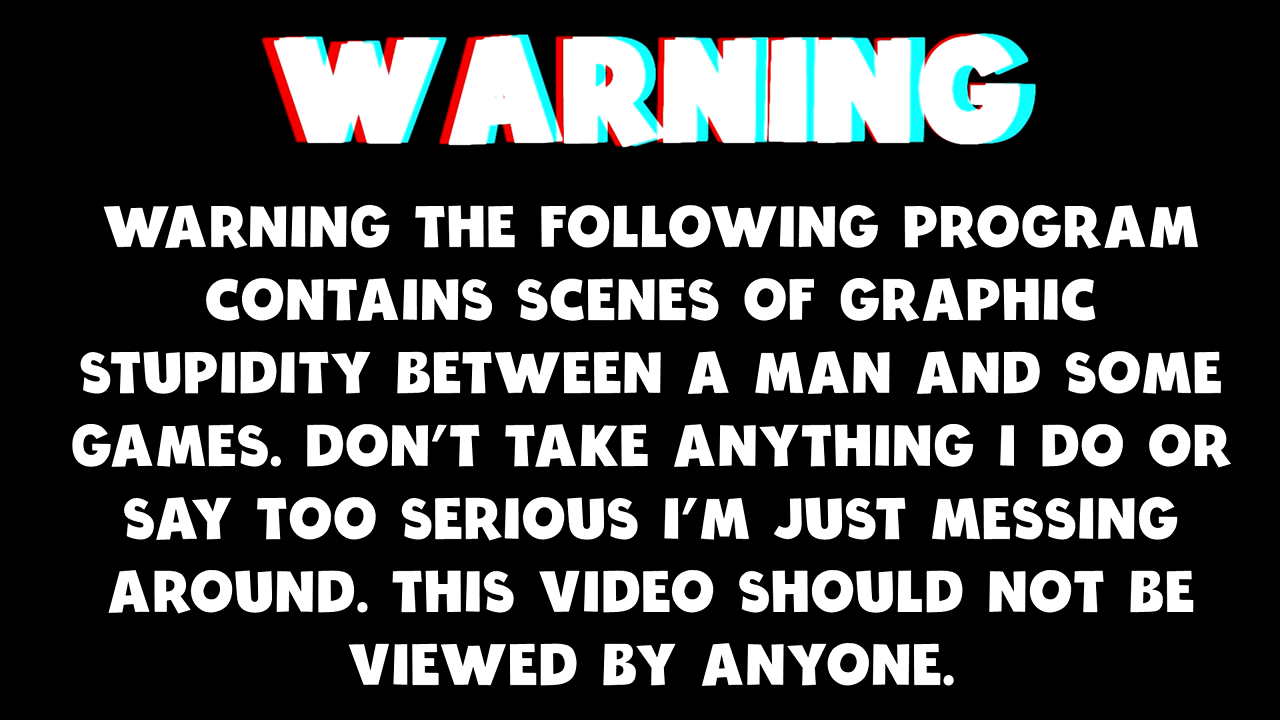 WARNING
WARNING THE FOLLOWING PROGRAM
CONTAINS SCENES OF GRAPHIC
STUPIDITY BETWEEN A MAN AND SOME
GAMES. DON'T TAKE ANYTHING I DO OR
SAY TOO SERIOUS I'M JUST MESSING
AROUND. THIS VIDEO SHOULD NOT BE
VIEWED BY ANYONE.